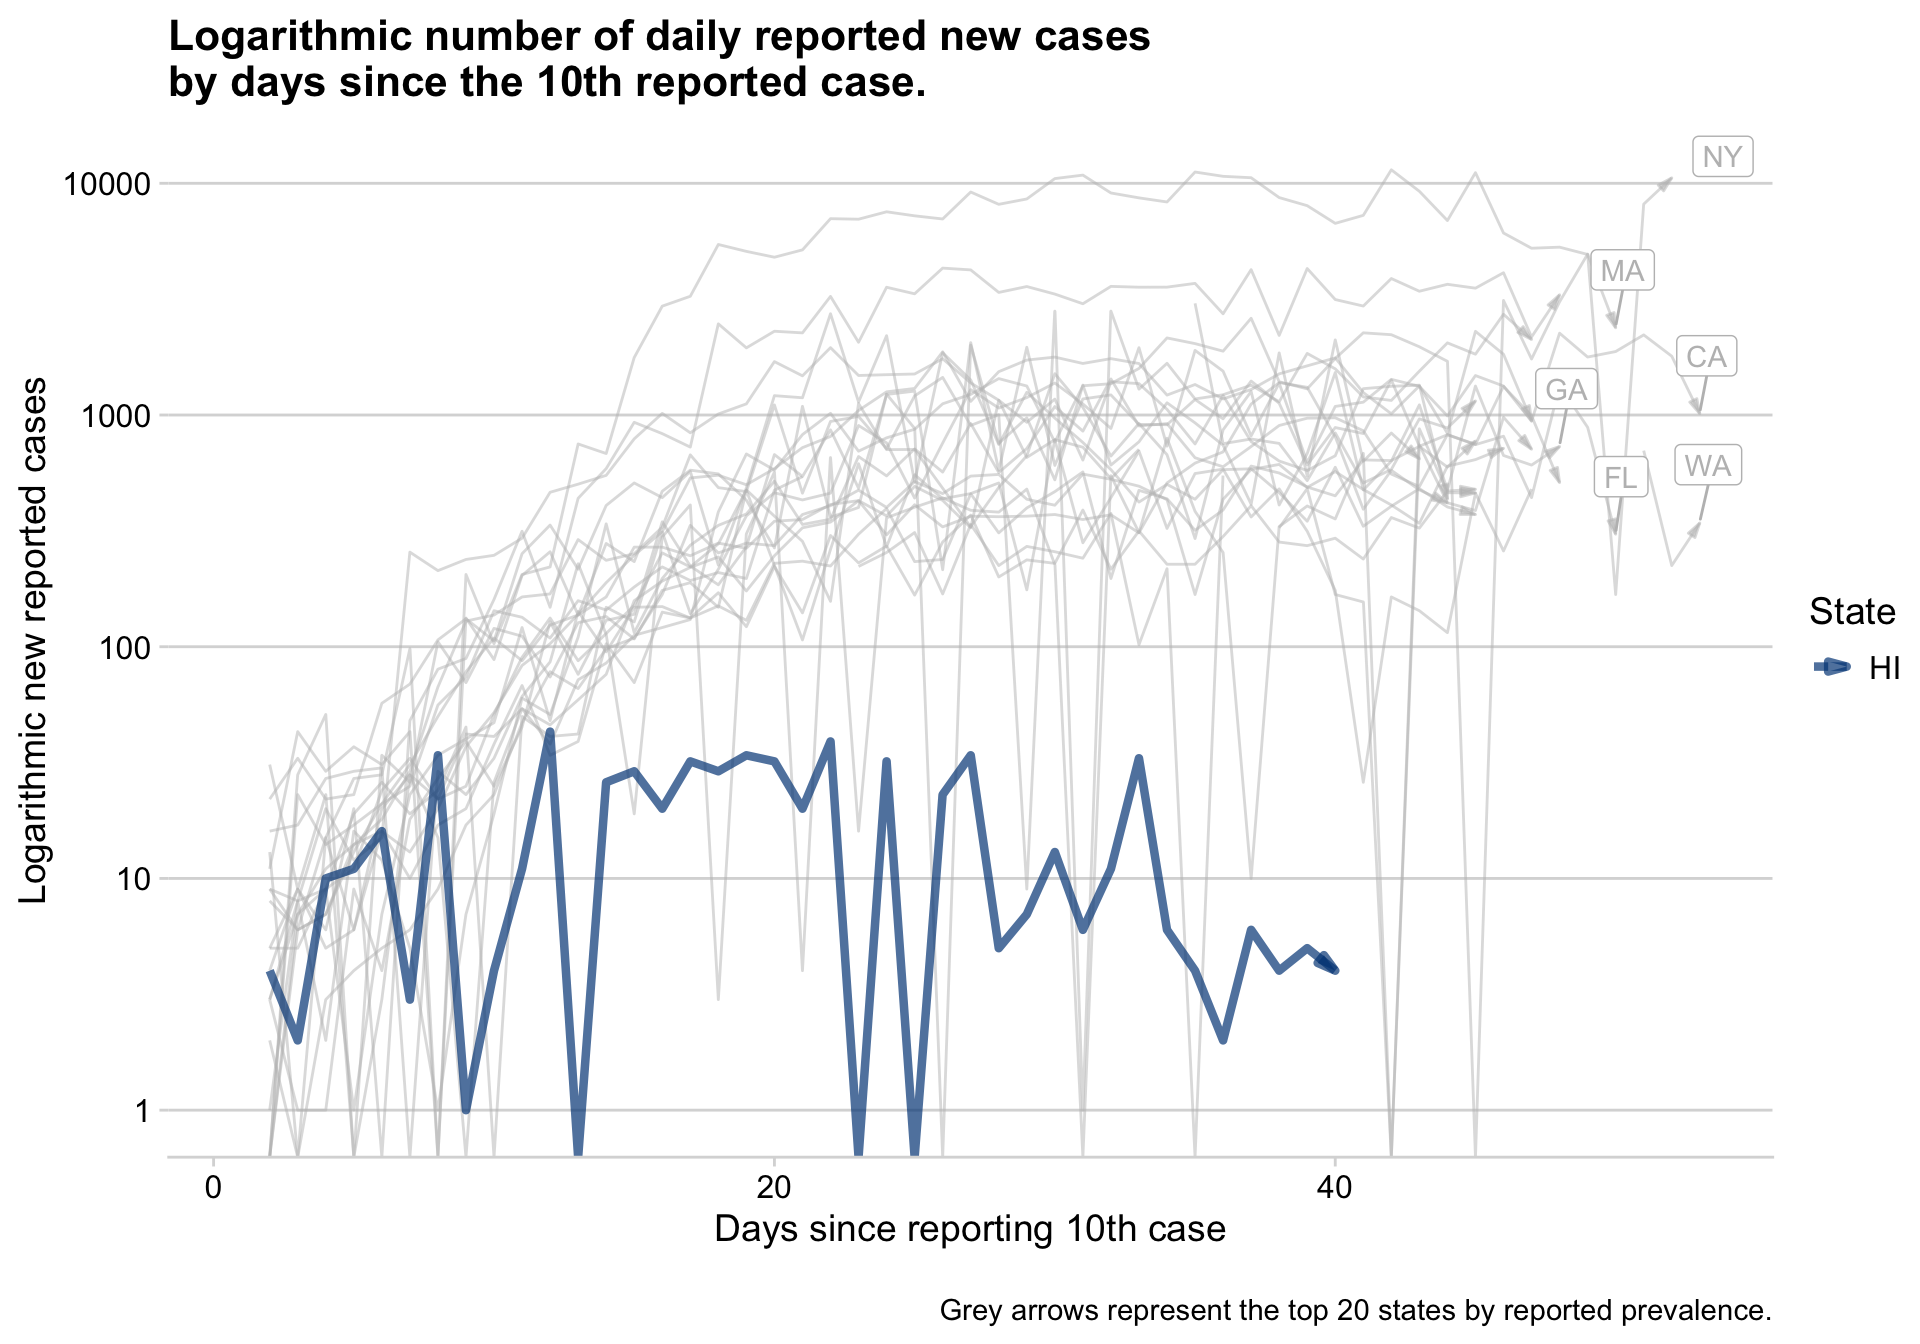 Logarithmic number of daily reported new cases
by days since the 10th reported case.
Logarithmic new reported cases
10000
1000
100
10
1
NY
MA
CA
GA
WA
FL
State
HI
0
20
40
Days since reporting 10th case
Grey arrows represent the top 20 states by reported prevalence.